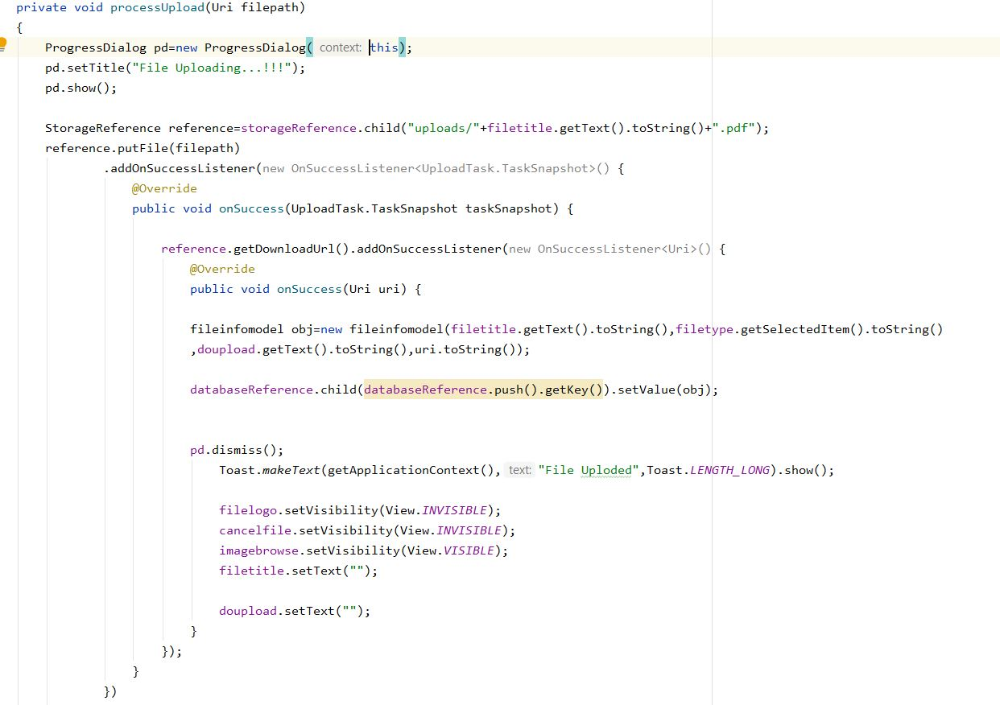 private void processUpload(Uri filepath)
{
    ProgressDialog pd=new ProgressDialog( context: this);
    pd.setTitle("File Uploading...!!!");
    pd.show();

    StorageReference reference=storageReference.child("uploads/"+filetitle.getText().toString()+".pdf");
    reference.putFile(filepath)
            .addOnSuccessListener(new OnSuccessListener<UploadTask.TaskSnapshot>() {
                @Override
                public void onSuccess(UploadTask.TaskSnapshot taskSnapshot) {

                    reference.getDownloadUrl().addOnSuccessListener(new OnSuccessListener<Uri>() {
                        @Override
                        public void onSuccess(Uri uri) {

                        fileinfomodel obj=new fileinfomodel(filetitle.getText().toString(),filetype.getSelectedItem().toString()
                        ,doupload.getText().toString(),uri.toString());

                        databaseReference.child(databaseReference.push().getKey()).setValue(obj);


                        pd.dismiss();
                            Toast.makeText(getApplicationContext(), text: "File Uploded",Toast.LENGTH_LONG).show();

                            filelogo.setVisibility(View.INVISIBLE);
                            cancelfile.setVisibility(View.INVISIBLE);
                            imagebrowse.setVisibility(View.VISIBLE);
                            filetitle.setText("");

                            doupload.setText("");
                        }
                    });
                }
            })